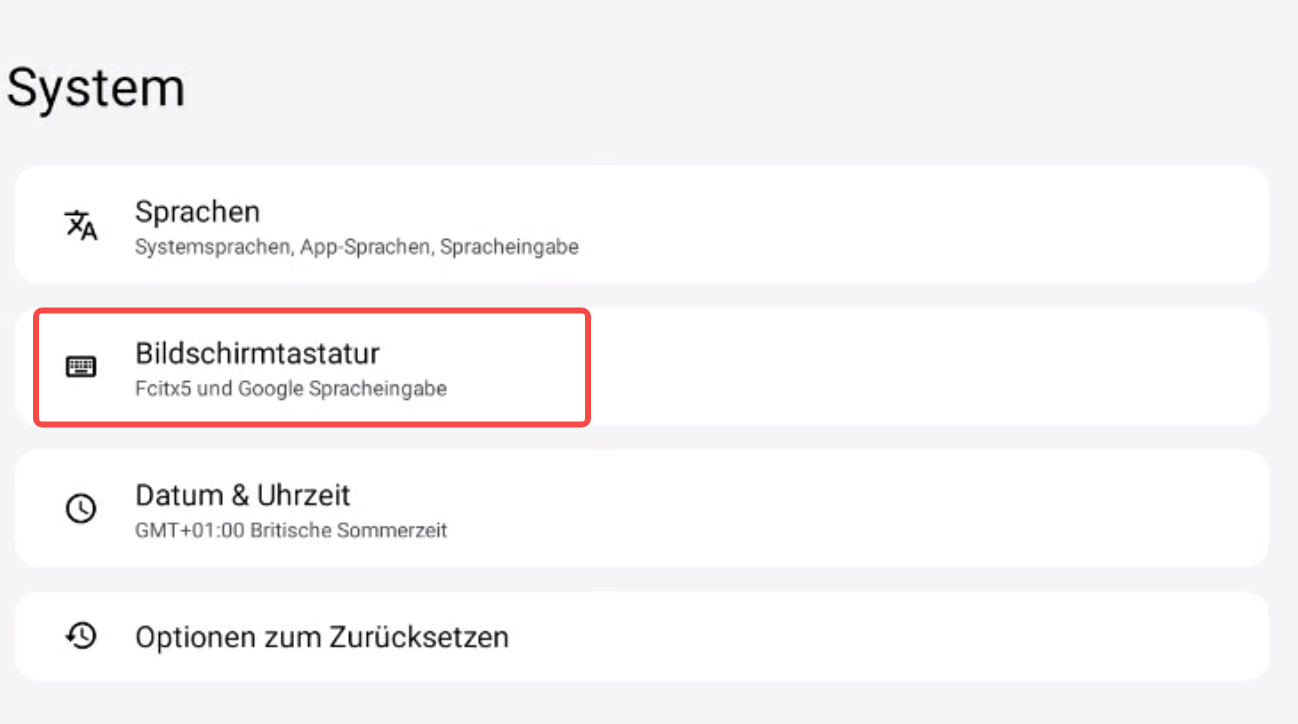 System
Sprachen
Systemsprachen, App-Sprachen, Spracheingabe
Bildschirmtastatur
Fcitx5 und Google Spracheingabe
Datum & Uhrzeit
GMT+01:00 Britische Sommerzeit
Optionen zum Zurücksetzen